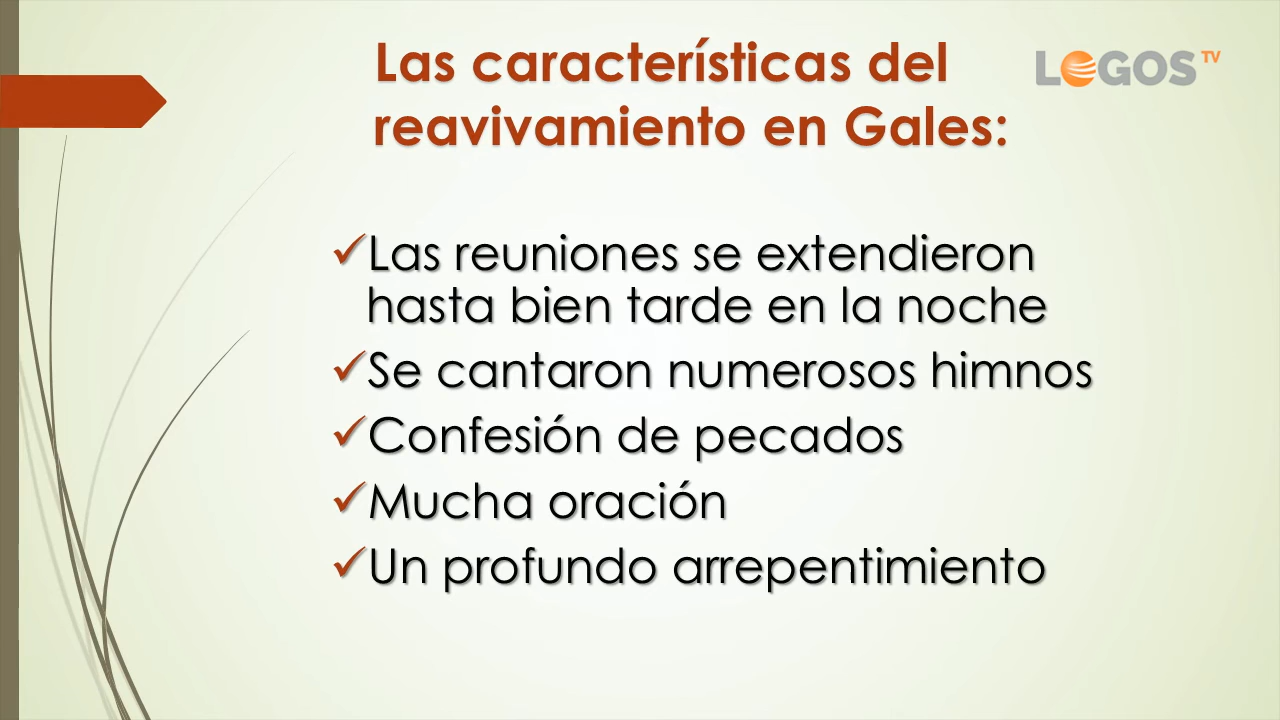 Las características del
reavivamiento en Gales:
LOGOS TV
Las reuniones se extendieron
hasta bien tarde en la noche
Se cantaron numerosos himnos
Confesión de pecados
Mucha oración
Un profundo arrepentimiento